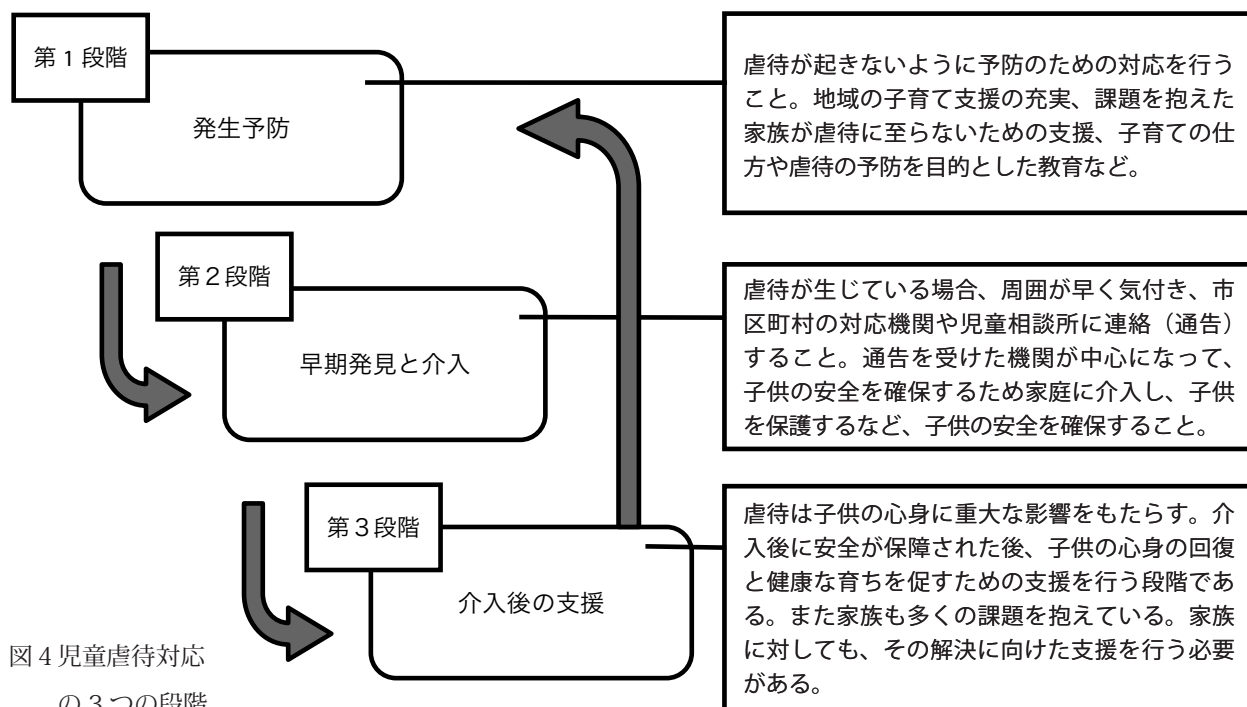 第1段階
発生予防
虐待が起きないように予防のための対応を行う
こと。地域の子育て支援の充実、課題を抱えた
家族が虐待に至らないための支援、子育ての仕
方や虐待の予防を目的とした教育など。
第2段階
早期発見と介入
虐待が生じている場合、周囲が早く気付き、市
区町村の対応機関や児童相談所に連絡（通告）
すること。通告を受けた機関が中心になって、
子供の安全を確保するため家庭に介入し、子供
を保護するなど、子供の安全を確保すること。
第3段階
介入後の支援
虐待は子供の心身に重大な影響をもたらす。介
入後に安全が保障された後、子供の心身の回復
と健康な育ちを促すための支援を行う段階であ
る。また家族も多くの課題を抱えている。家族
に対しても、その解決に向けた支援を行う必要
がある。
図4児童虐待対応
の3つの段階